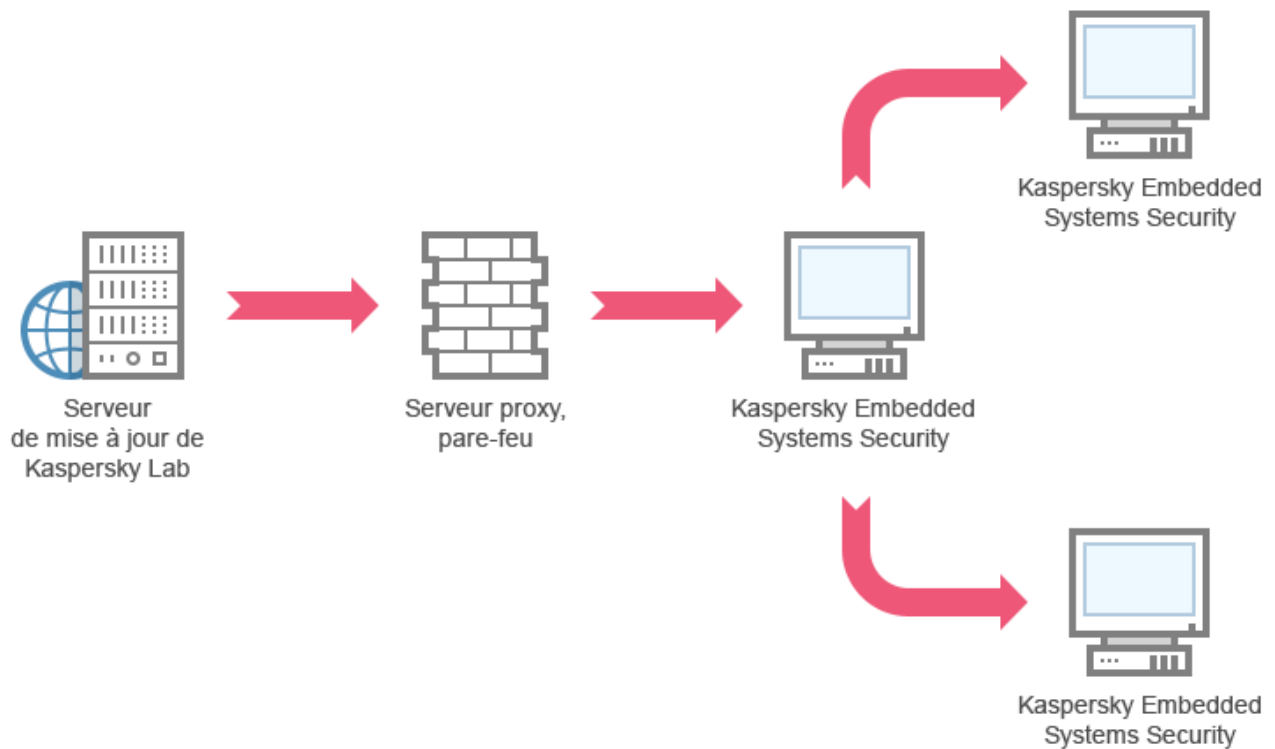 Kaspersky Embedded
Systems Security
Serveur
de mise à jour de
Kaspersky Lab
Serveur proxy,
pare-feu
Kaspersky Embedded
Systems Security
Kaspersky Embedded
Systems Security